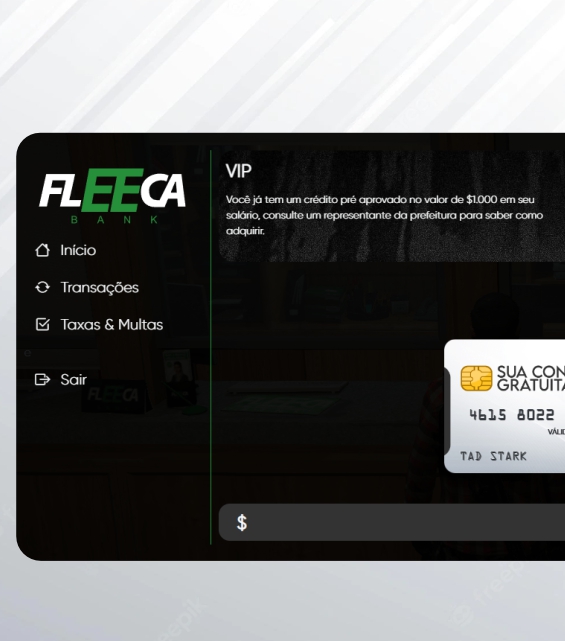 FLEECA
BANK
Início
Transações
Taxas & Multas
Sair
VIP
Você já tem um crédito pré aprovado no valor de $1.000 em seu
salário, consulte um representante da prefeitura para saber como
adquirir.
SUA CON
GRATUITA
4615 8022
VÁLID
TAD STARK
$
FLEECA